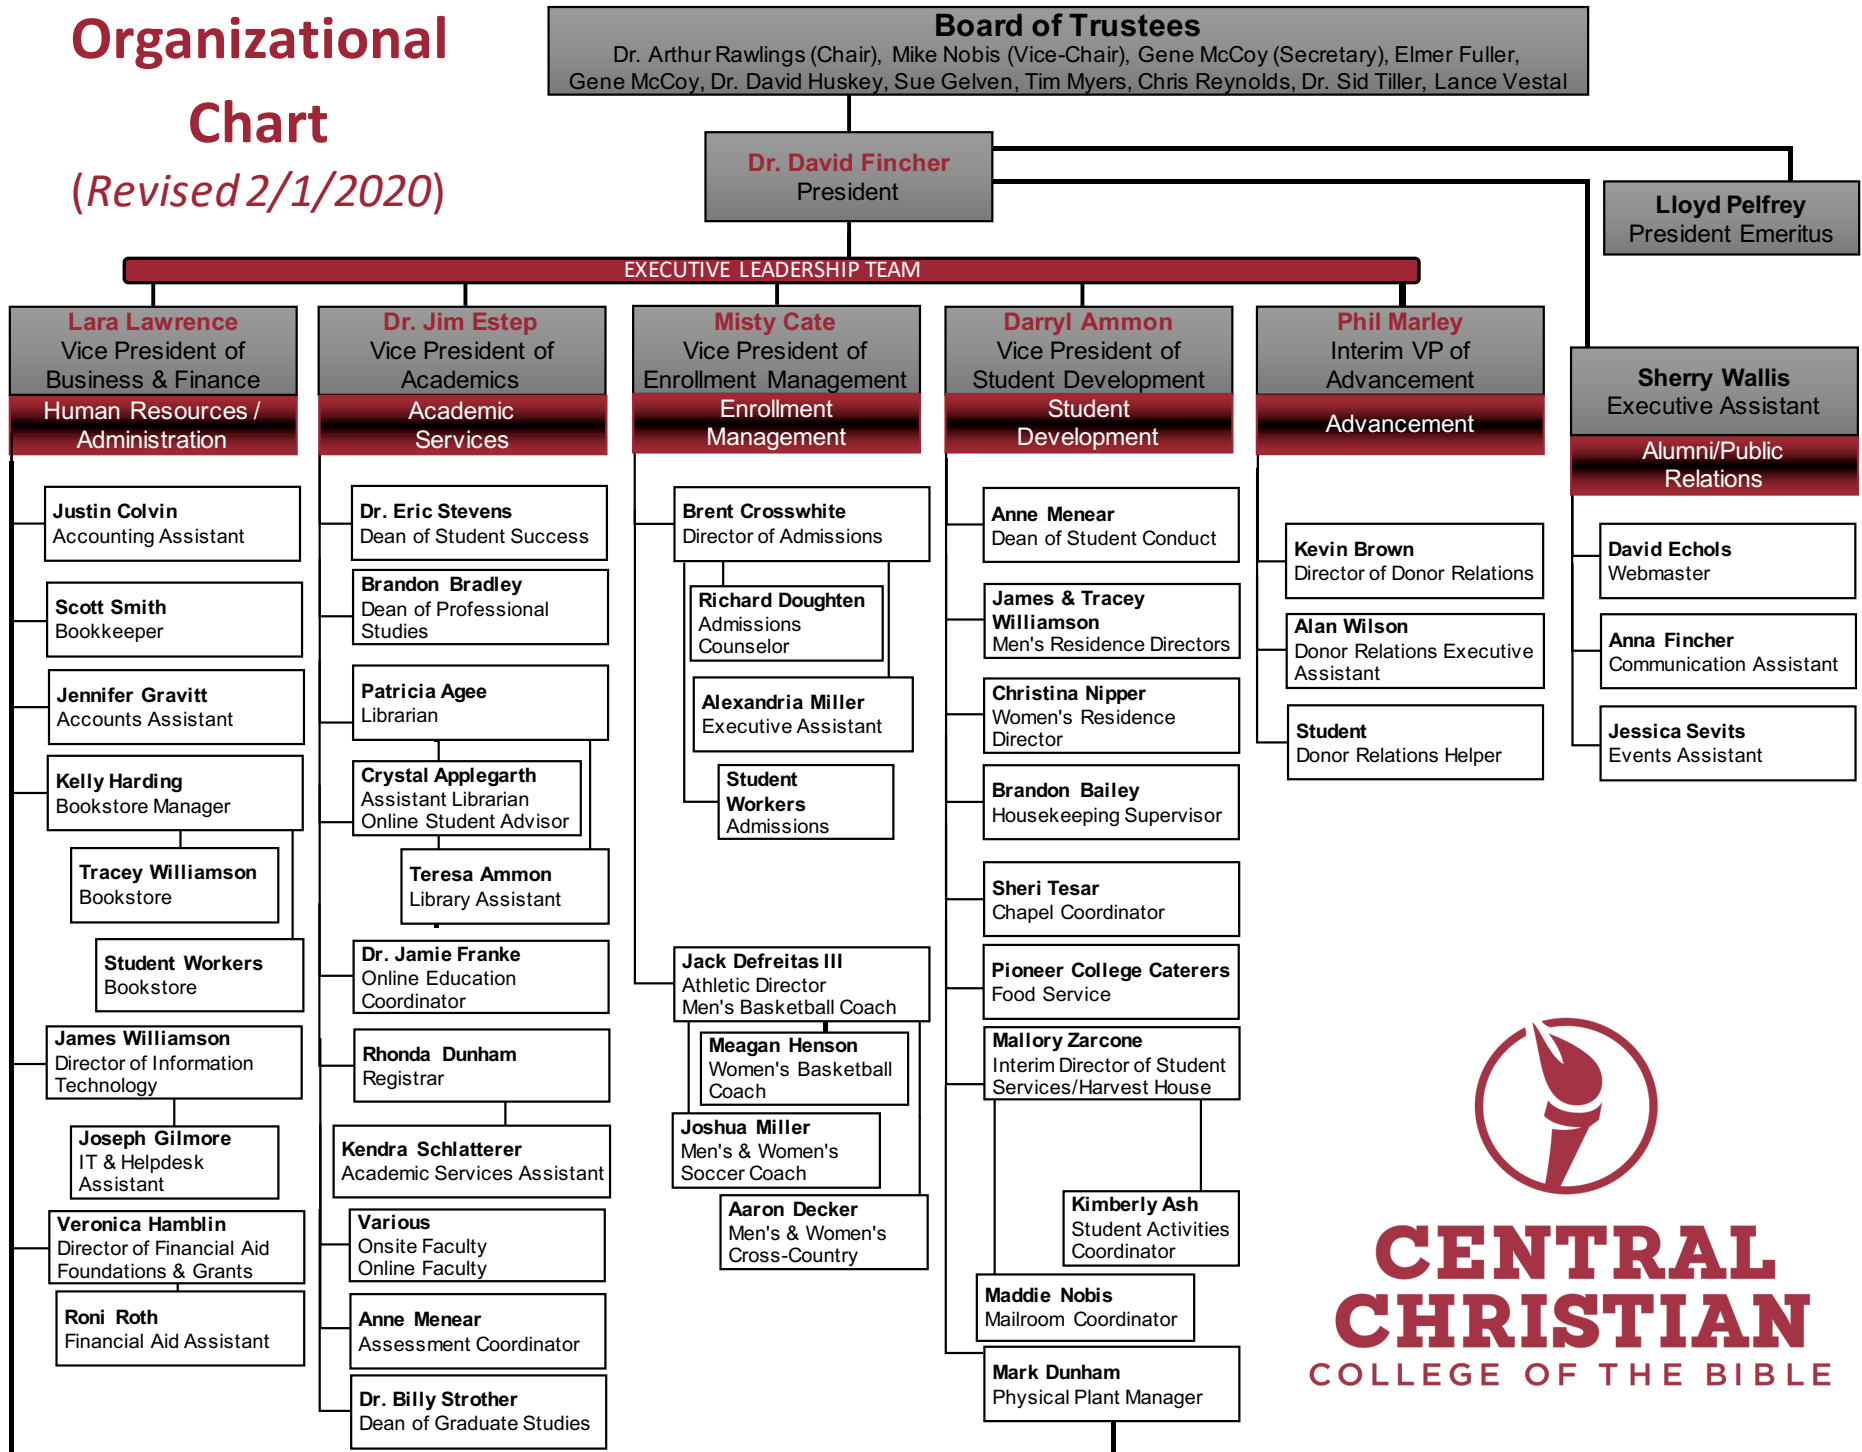 Organizational
Chart
(Revised 2/1/2020)
Board of Trustees
Dr. Arthur Rawlings (Chair), Mike Nobis (Vice-Chair), Gene McCoy (Secretary), Elmer Fuller,
Gene McCoy, Dr. David Huskey, Sue Gelven, Tim Myers, Chris Reynolds, Dr. Sid Tiller, Lance Vestal
Dr. David Fincher
President
Lloyd Pelfrey
President Emeritus
EXECUTIVE LEADERSHIP TEAM
Lara Lawrence
Vice President of
Business & Finance
Human Resources /
Administration
Justin Colvin
Accounting Assistant
Scott Smith
Bookkeeper
Jennifer Gravitt
Accounts Assistant
Kelly Harding
Bookstore Manager
Tracey Williamson
Bookstore
Student Workers
Bookstore
James Williamson
Director of Information
Technology
Joseph Gilmore
IT & Helpdesk
Assistant
Veronica Hamblin
Director of Financial Aid
Foundations & Grants
Roni Roth
Financial Aid Assistant
Dr. Jim Estep
Vice President of
Academics
Academic
Services
Dr. Eric Stevens
Dean of Student Success
Brandon Bradley
Dean of Professional
Studies
Patricia Agee
Librarian
Crystal Applegarth
Assistant Librarian
Online Student Advisor
Teresa Ammon
Library Assistant
Dr. Jamie Franke
Online Education
Coordinator
Rhonda Dunham
Registrar
Kendra Schlatterer
Academic Services Assistant
Various
Onsite Faculty
Online Faculty
Anne Menear
Assessment Coordinator
Dr. Billy Strother
Dean of Graduate Studies
Misty Cate
Vice President of
Enrollment Management
Enrollment
Management
Brent Crosswhite
Director of Admissions
Richard Doughten
Admissions
Counselor
Alexandria Miller
Executive Assistant
Student
Workers
Admissions
Jack Defreitas III
Athletic Director
Men's Basketball Coach
Meagan Henson
Women's Basketball
Coach
Joshua Miller
Men's & Women's
Soccer Coach
Aaron Decker
Men's & Women's
Cross-Country
Darryl Ammon
Vice President of
Student Development
Student
Development
Anne Menear
Dean of Student Conduct
James & Tracey
Williamson
Men's Residence Directors
Christina Nipper
Women's Residence
Director
Brandon Bailey
Housekeeping Supervisor
Sheri Tesar
Chapel Coordinator
Pioneer College Caterers
Food Service
Mallory Zarcone
Interim Director of Student
Services/Harvest House
Kimberly Ash
Student Activities
Coordinator
Maddie Nobis
Mailroom Coordinator
Mark Dunham
Physical Plant Manager
Phil Marley
Interim VP of
Advancement
Advancement
Kevin Brown
Director of Donor Relations
Alan Wilson
Donor Relations Executive
Assistant
Student
Donor Relations Helper
Sherry Wallis
Executive Assistant
Alumni/Public
Relations
David Echols
Webmaster
Anna Fincher
Communication Assistant
Jessica Sevits
Events Assistant
CENTRAL
CHRISTIAN
COLLEGE OF THE BIBLE